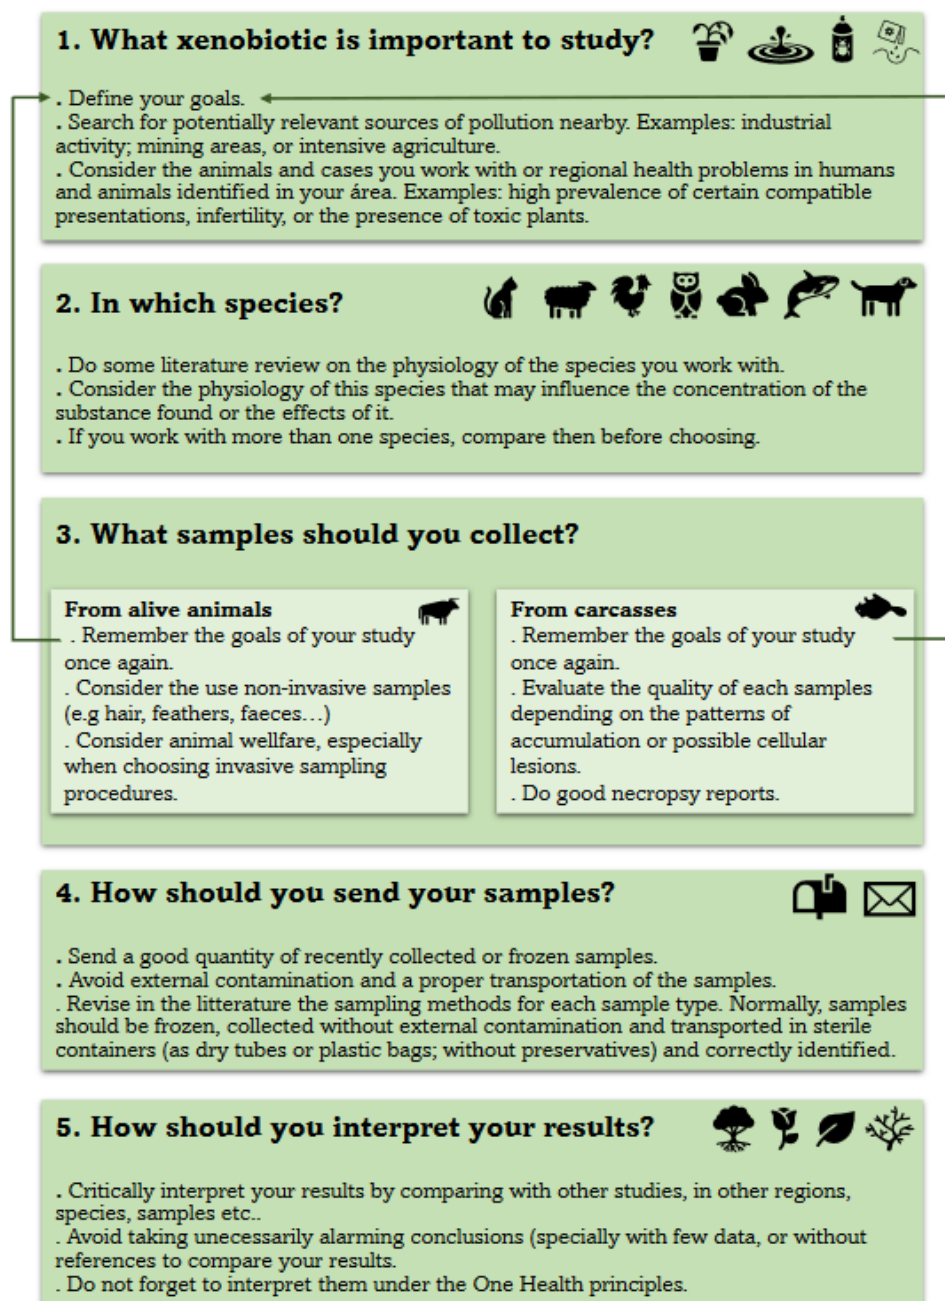 1. What xenobiotic is important to study?
. Define your goals.
. Search for potentially relevant sources of pollution nearby. Examples: industrial
activity; mining areas, or intensive agriculture.
. Consider the animals and cases you work with or regional health problems in humans
and animals identified in your área. Examples: high prevalence of certain compatible
presentations, infertility, or the presence of toxic plants.
2. In which species?
. Do some literature review on the physiology of the species you work with.
. Consider the physiology of this species that may influence the concentration of the
substance found or the effects of it.
. If you work with more than one species, compare then before choosing.
3. What samples should you collect?
From alive animals
. Remember the goals of your study
once again.
. Consider the use non-invasive samples
(e.g hair, feathers, faeces...)
. Consider animal wellfare, especially
when choosing invasive sampling
procedures.
From carcasses
. Remember the goals of your study
once again.
. Evaluate the quality of each samples
depending on the patterns of
accumulation or possible cellular
lesions.
. Do good necropsy reports.
4. How should you send your samples?
. Send a good quantity of recently collected or frozen samples.
. Avoid external contamination and a proper transportation of the samples.
. Revise in the litterature the sampling methods for each sample type. Normally, samples
should be frozen, collected without external contamination and transported in sterile
containers (as dry tubes or plastic bags; without preservatives) and correctly identified.
5. How should you interpret your results?
. Critically interpret your results by comparing with other studies, in other regions,
species, samples etc..
. Avoid taking unecessarily alarming conclusions (specially with few data, or without
references to compare your results.
. Do not forget to interpret them under the One Health principles.